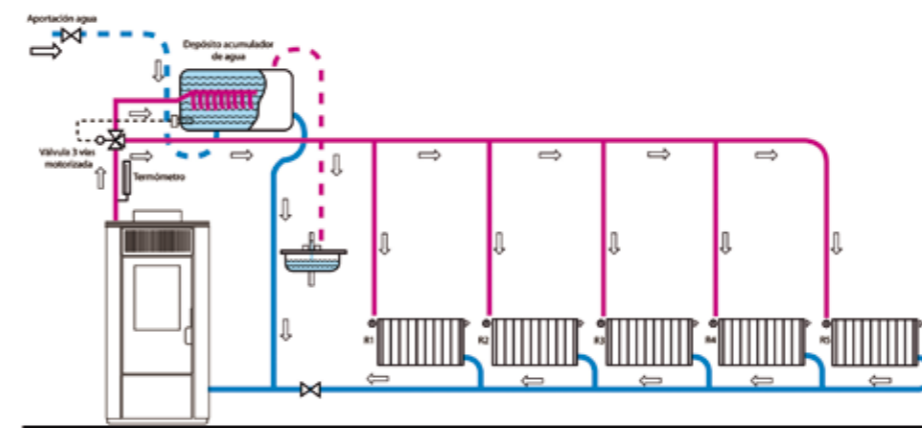 Aportación agua
Depósito acumulador
de agua
Válvula 3 vías
motorizada
Termómetro
R1
R2
R3
R4
R5